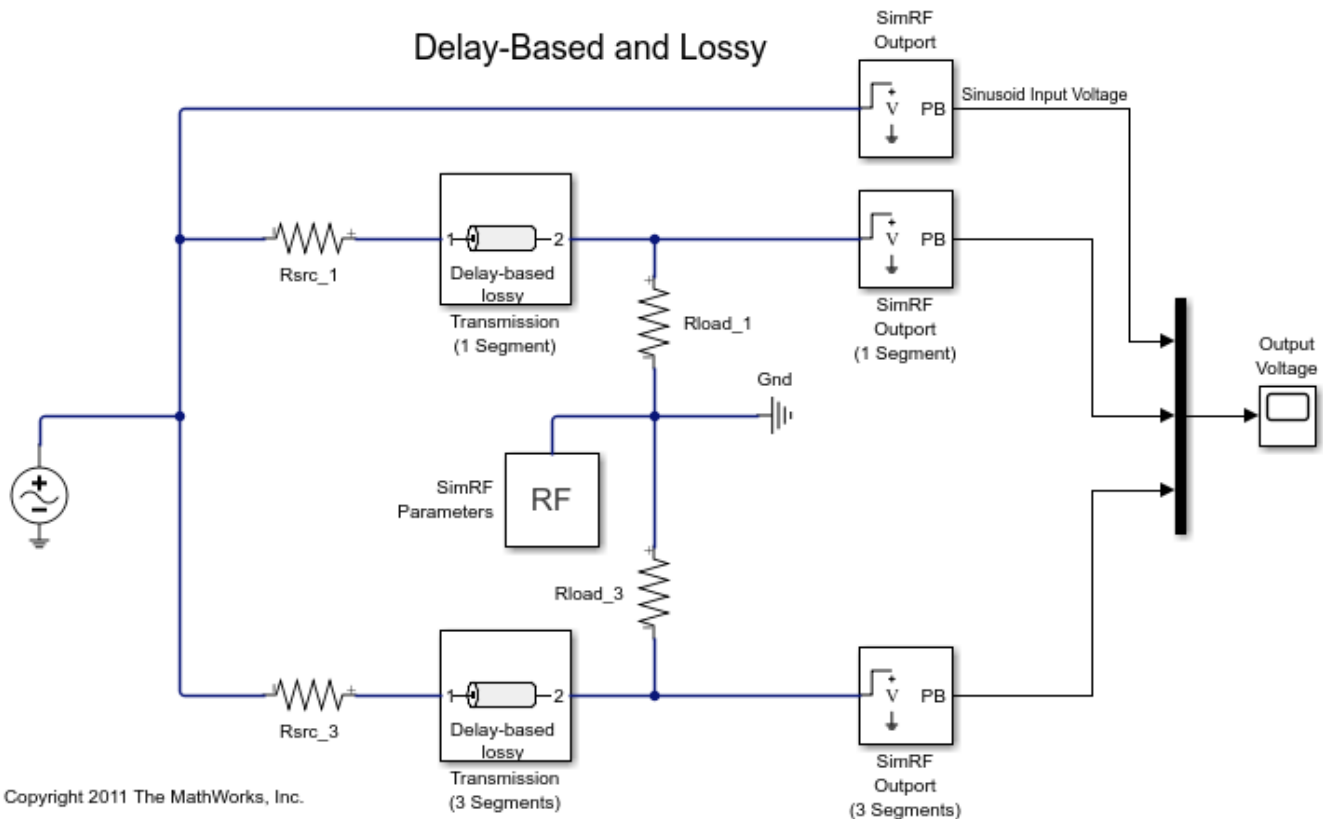 SimRF
Outport
Delay-Based and Lossy
V
PB
Sinusoid Input Voltage
Rsrc_1
1
2
Delay-based
lossy
Transmission
(1 Segment)
Rload_1
V
PB
SimRF
Outport
(1 Segment)
Output
Voltage
Gnd
SimRF
Parameters
RF
Rload_3
Rsrc_3
1
2
Delay-based
lossy
Transmission
(3 Segments)
V
PB
SimRF
Outport
(3 Segments)
Copyright 2011 The MathWorks, Inc.